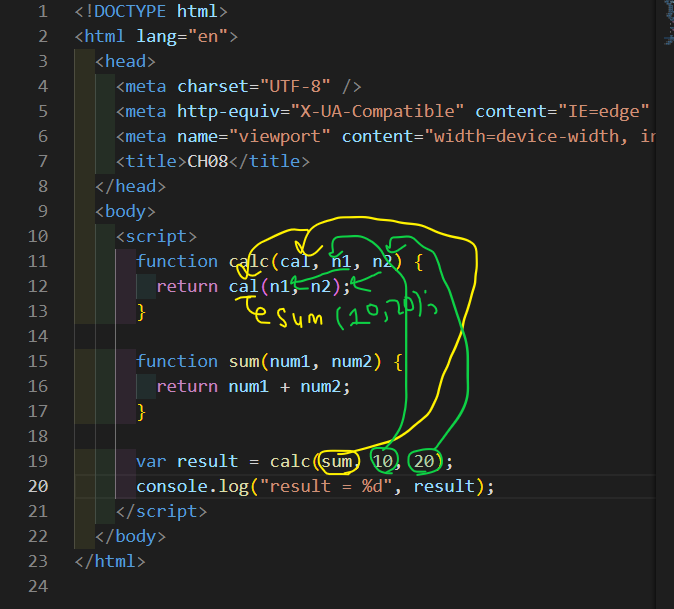 1 <!DOCTYPE html>
2 <html lang="en">
3 <head>
4 <meta charset="UTF-8" />
5 <meta http-equiv="X-UA-Compatible" content="IE=edge"
6 <meta name="viewport" content="width=device-width, in
7 <title>CH08</title>
8 </head>
9 <body>
10 <script>
11 function calc(cal, n1, n2) {
12 return cal(n1, n2);
sum (10,20);
13 }
14
15 function sum(num1, num2) {
16 return num1 + num2;
17 }
18
19 var result = calc(sum, 10, 20);
20 console.log("result = %d", result);
21 </script>
22 </body>
23 </html>
24